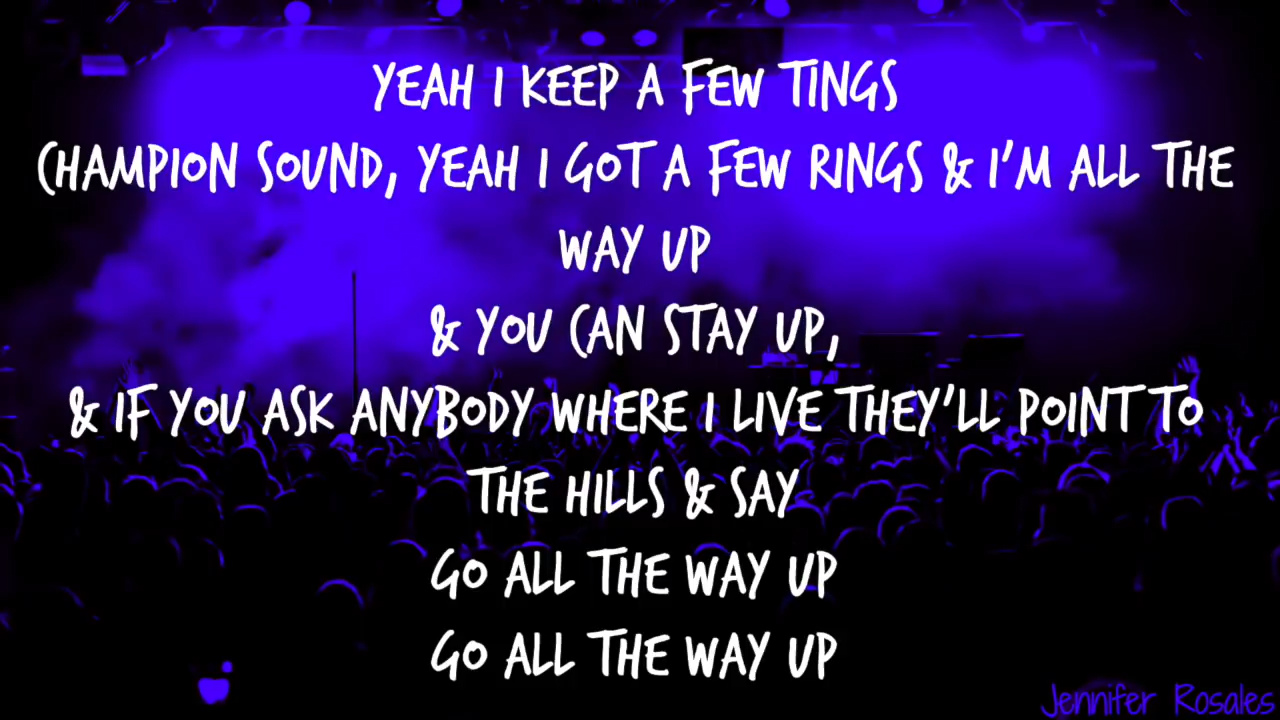 YEAH I KEEP A FEW TINGS
CHAMPION SOUND, YEAH I GOT A FEW RINGS & I'M ALL THE
WAY UP
& YOU CAN STAY UP,
& IF YOU ASK ANYBODY WHERE I LIVE THEY'LL POINT TO
THE HILLS & SAY
GO ALL THE WAY UP
GO ALL THE WAY UP
Jennifer Rosales